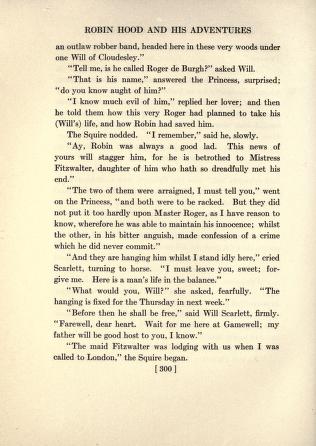 ROBIN HOOD AND HIS ADVENTURES
an outlaw robber band, headed here in these very woods under
one Will of Cloudesley."
"Tell me, is he called Roger de Burgh?" asked Will.
"That is his name," answered the Princess, surprised;
"do you know aught of him?"
"I know much evil of him," replied her lover; and then
he told them how this very Roger had planned to take his
(Will's) life, and how Robin had saved him.
The Squire nodded. "I remember," said he, slowly.
"Ay, Robin was always a good lad. This news of
yours will stagger him, for he is betrothed to Mistress
Fitzwalter, daughter of him who hath so dreadfully met his
end."
"The two of them were arraigned, I must tell you," went
on the Princess, "and both were to be racked. But they did
not put it too hardly upon Master Roger, as I have reason to
know, wherefore he was able to maintain his innocence; whilst
the other, in his bitter anguish, made confession of a crime
which he did never commit."
"And they are hanging him whilst I stand idly here," cried
Scarlett, turning to horse. "I must leave you, sweet; for-
give me. Here is a man's life in the balance."
"What would you, Will?" she asked, fearfully. "The
hanging is fixed for the Thursday in next week."
"Before then he shall be free," said Will Scarlett, firmly.
"Farewell, dear heart. Wait for me here at Gamewell; my
father will be good host to you, I know."
"The maid Fitzwalter was lodging with us when I was
called to London," the Squire began.
[ 300 ]